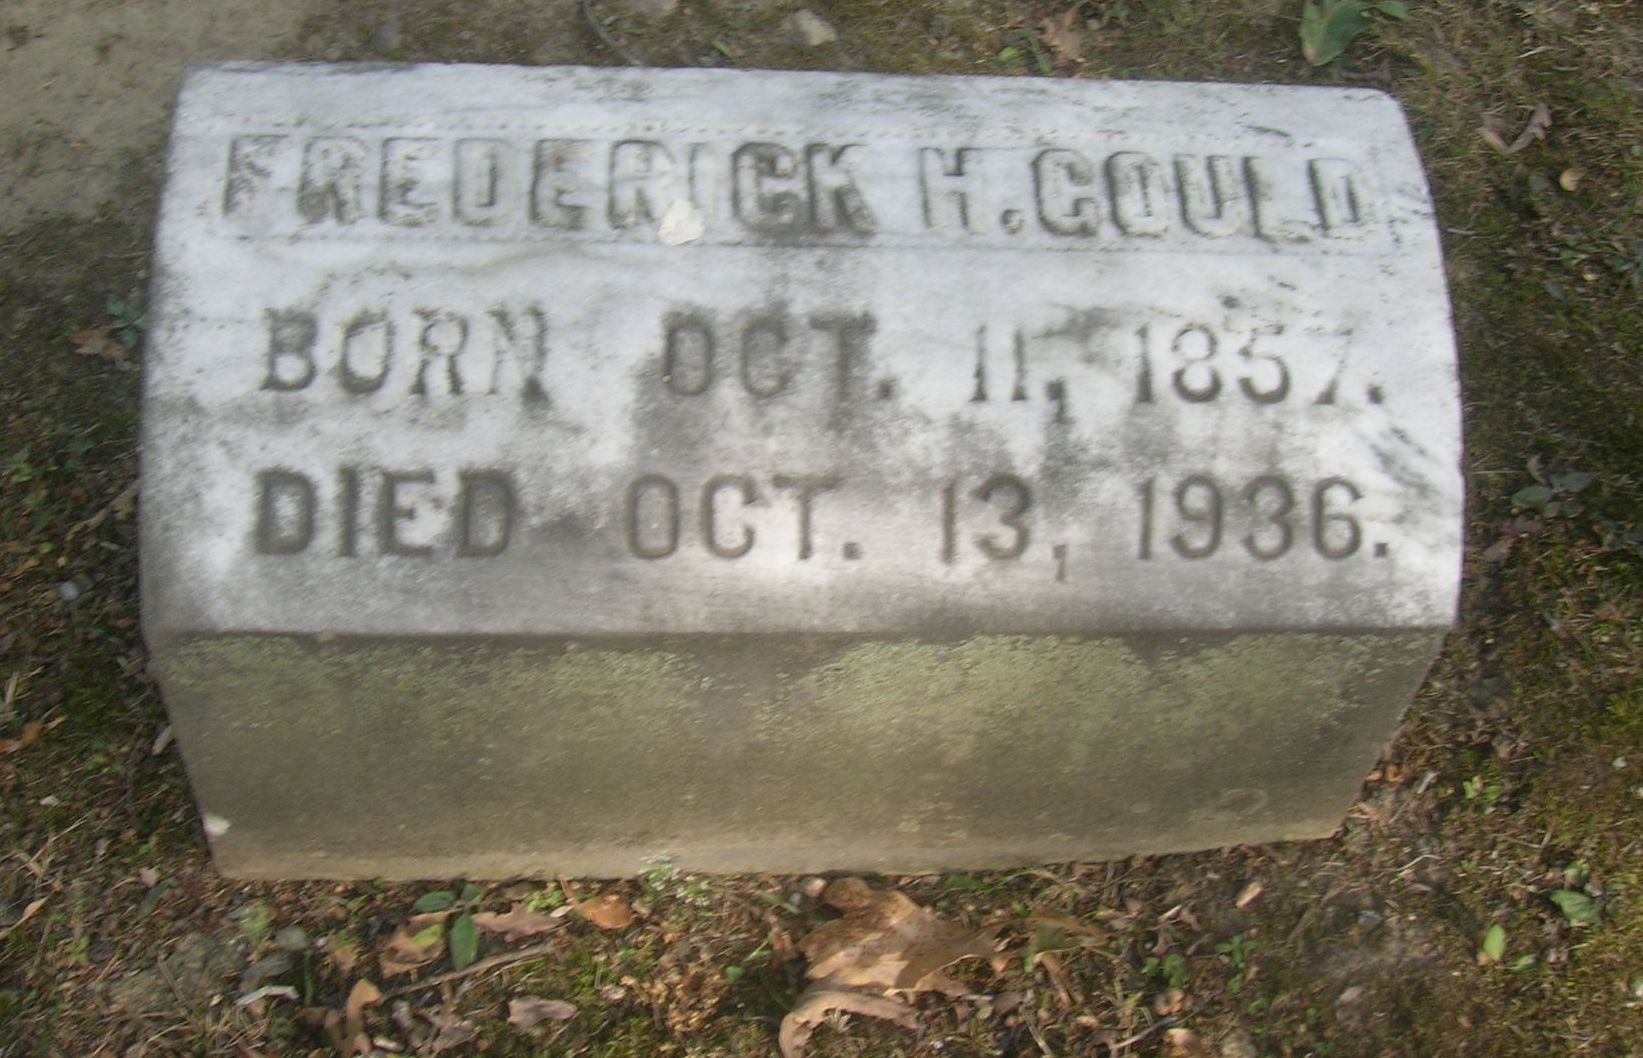 FREDERICK H. GOULD
BORN OCT. 11, 1857.
DIED OCT. 13, 1936.